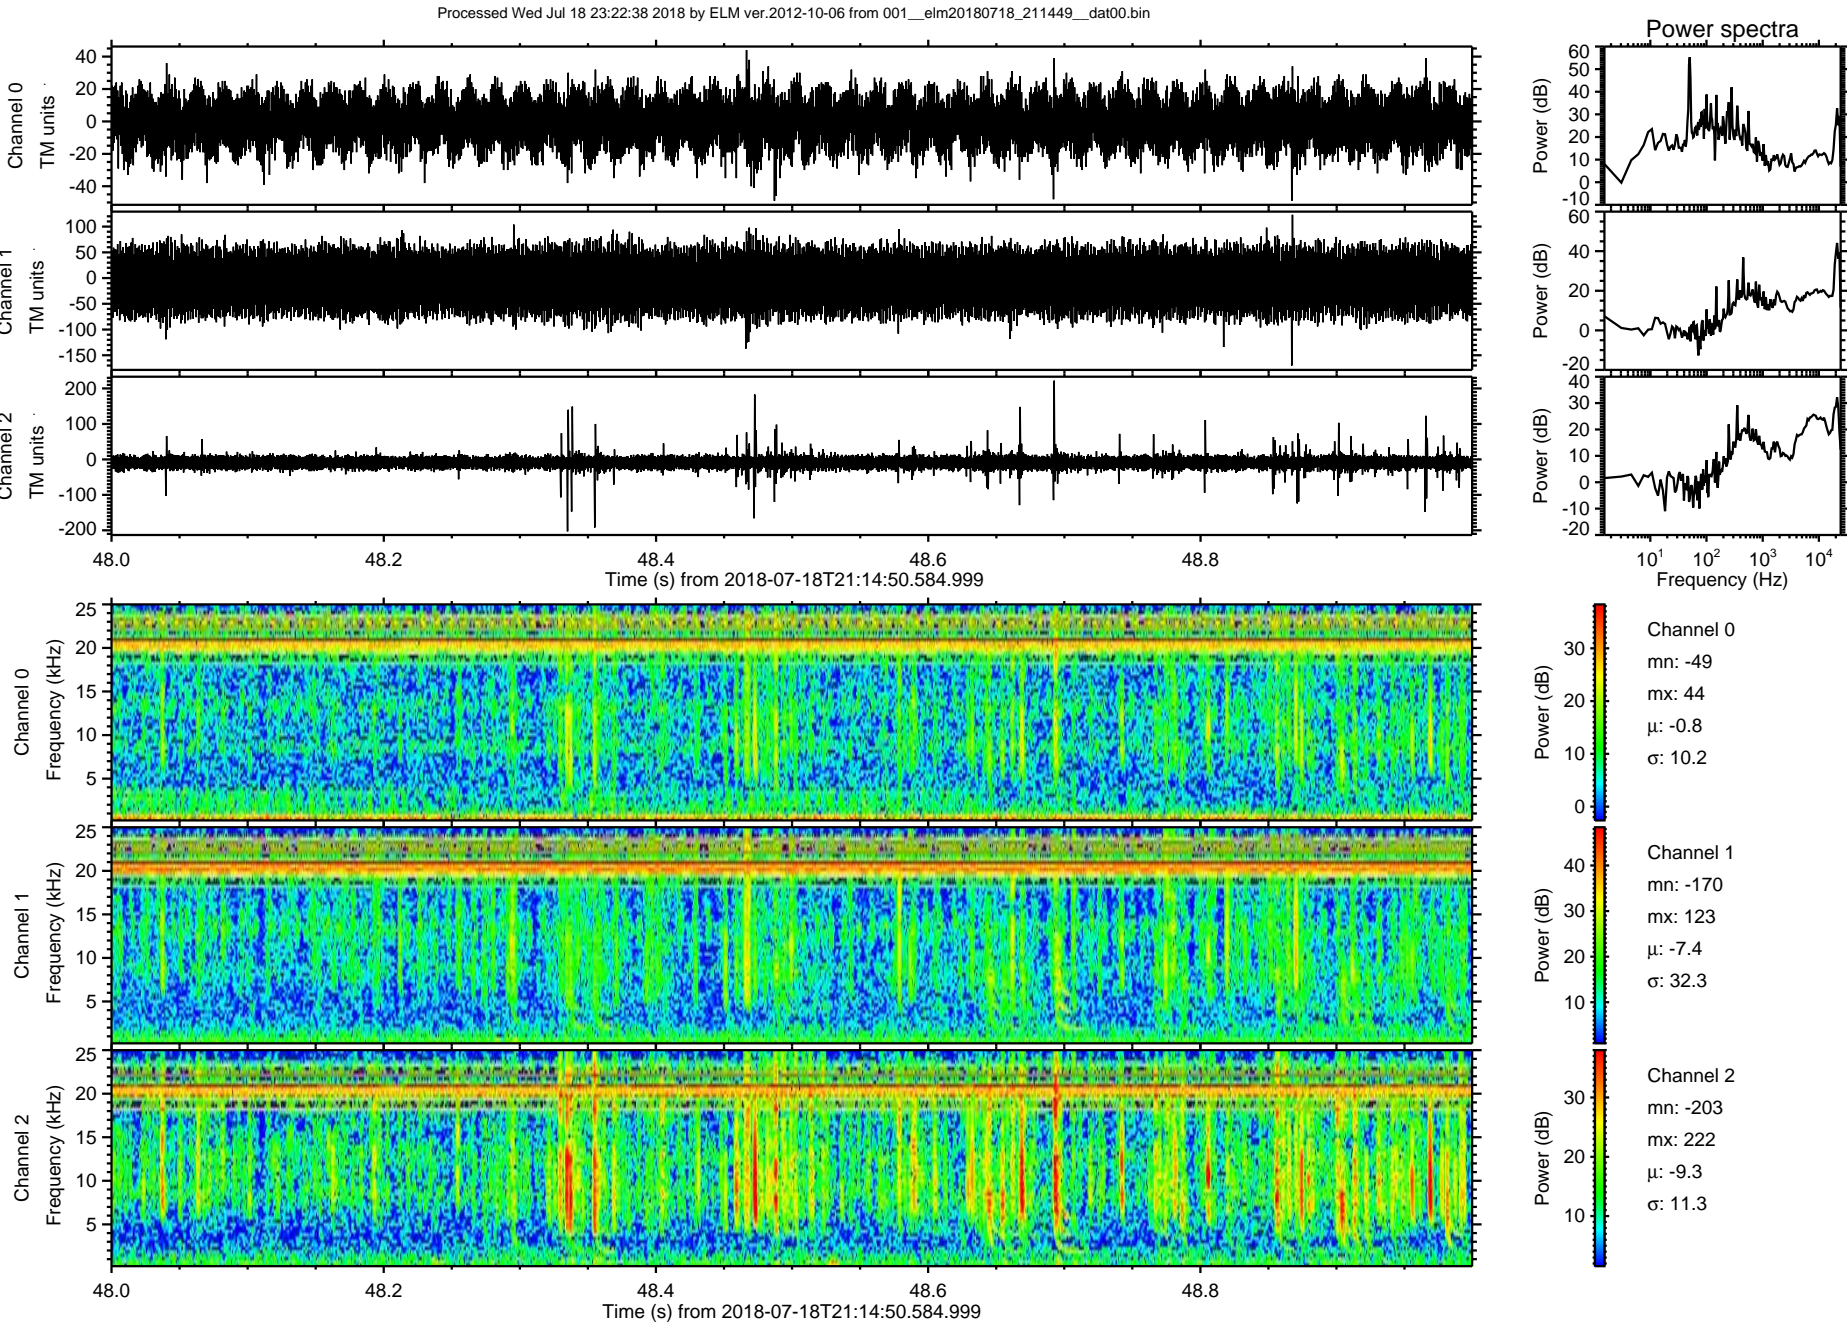 Processed Wed Jul 18 23:22:38 2018 by ELM ver.2012-10-06 from 001__elm20180718_211449__dat00.bin
Power spectra
Channel 0
TM units
40
20
0
-20
-40
Power (dB)
60
50
40
30
20
10
0
-10
Channel 1
TM units
100
50
0
-50
-100
-150
Power (dB)
60
40
20
0
-20
Channel 2
TM units
200
100
0
-100
-200
Power (dB)
40
30
20
10
0
-10
-20
48.0 48.2 48.4 48.6 48.8
Time (s) from 2018-07-18T21:14:50.584.999
10^1 10^2 10^3 10^4
Frequency (Hz)
Channel 0
Frequency (kHz)
25
20
15
10
5
Power (dB)
30
20
10
0
Channel 0
mn: -49
mx: 44
μ: -0.8
σ: 10.2
Channel 1
Frequency (kHz)
25
20
15
10
5
Power (dB)
40
30
20
10
Channel 1
mn: -170
mx: 123
μ: -7.4
σ: 32.3
Channel 2
Frequency (kHz)
25
20
15
10
5
Power (dB)
30
20
10
Channel 2
mn: -203
mx: 222
μ: -9.3
σ: 11.3
48.0 48.2 48.4 48.6 48.8
Time (s) from 2018-07-18T21:14:50.584.999